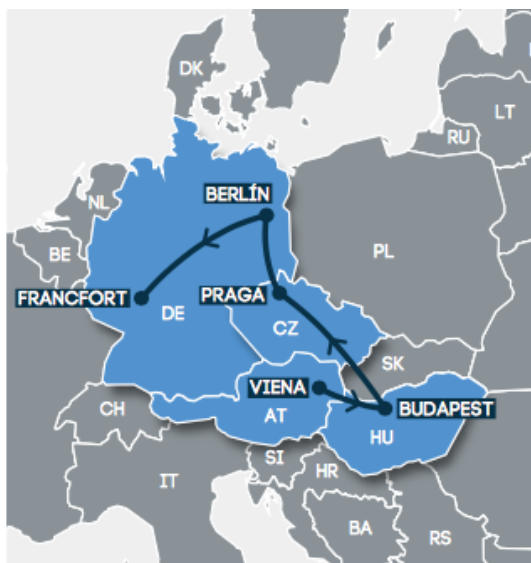 DK
LT
RU
NL
BERLÍN
BE
PL
FRANCFORT
DE
PRAGA
CZ
SK
VIENA
CH
AT
BUDAPEST
HU
SI
HR
IT
BA
RS